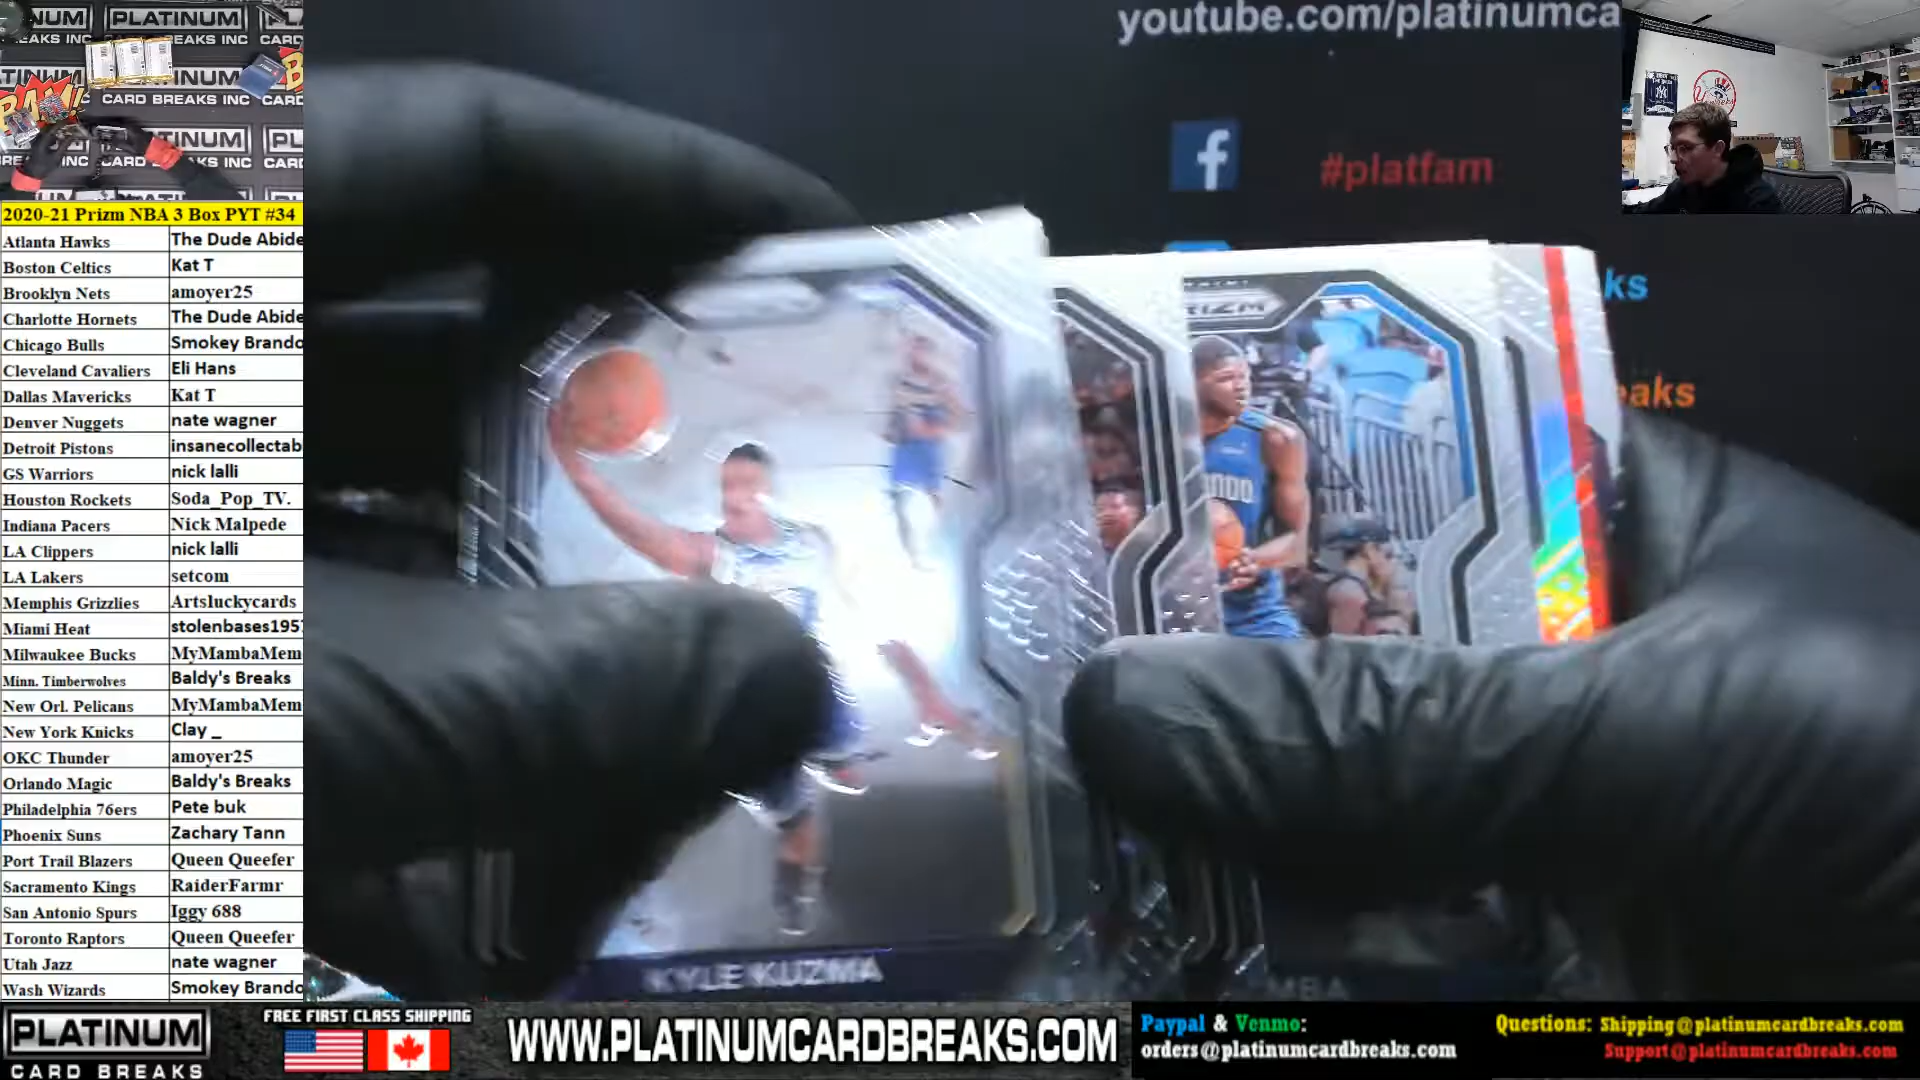 PLATINUM
CARD BREAKS INC
youtube.com/platinumca
#platfam
ks
eaks
2020-21 Prizm NBA 3 Box PYT #34
Atlanta Hawks The Dude Abide
Boston Celtics Kat T
Brooklyn Nets amoyer25
Charlotte Hornets The Dude Abide
Chicago Bulls Smokey Brando
Cleveland Cavaliers Eli Hans
Dallas Mavericks Kat T
Denver Nuggets nate wagner
Detroit Pistons insanecollectab
GS Warriors nick lalli
Houston Rockets Soda_Pop_TV.
Indiana Pacers Nick Malpede
LA Clippers nick lalli
LA Lakers setcom
Memphis Grizzlies Artsluckycards
Miami Heat stolenbases195
Milwaukee Bucks MyMambaMem
Minn. Timberwolves Baldy's Breaks
New Orl. Pelicans MyMambaMem
New York Knicks Clay _
OKC Thunder amoyer25
Orlando Magic Baldy's Breaks
Philadelphia 76ers Pete buk
Phoenix Suns Zachary Tann
Port Trail Blazers Queen Queefer
Sacramento Kings RaiderFarmr
San Antonio Spurs Iggy 688
Toronto Raptors Queen Queefer
Utah Jazz nate wagner
Wash Wizards Smokey Brando
KYLE KUZMA
PLATINUM
CARD BREAKS
FREE FIRST CLASS SHIPPING
WWW.PLATINUMCARDBREAKS.COM
Paypal & Venmo:
orders@platinumcardbreaks.com
Questions: Shipping@platinumcardbreaks.com
Support@platinumcardbreaks.com